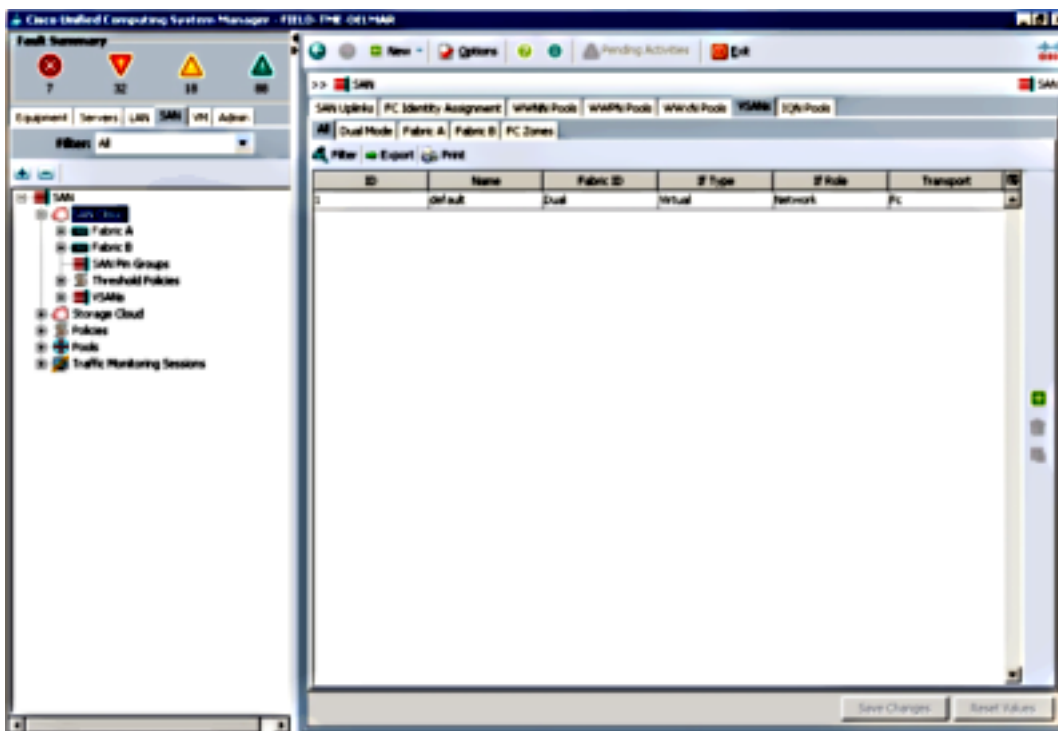 Cisco Unified Computing System Manager - FIELD-TME-DELMAR
Fault Summary
7 32 18 88
Equipment Servers LAN SAN VM Admin
Filter: All
SAN
Fabric A
Fabric B
SAN Pin Groups
Threshold Policies
VSANs
Storage Cloud
Policies
Pools
Traffic Monitoring Sessions
New Options Pending Activities Exit
>> SAN SAN
SAN Uplinks FC Identity Assignment WWNN Pools WWPN Pools WWxN Pools VSANs IQN Pools
All Dual Mode Fabric A Fabric B FC Zones
Filter Export Print
ID Name Fabric ID If Type If Role Transport
1 default Dual Virtual Network Fc
Save Changes Reset Values